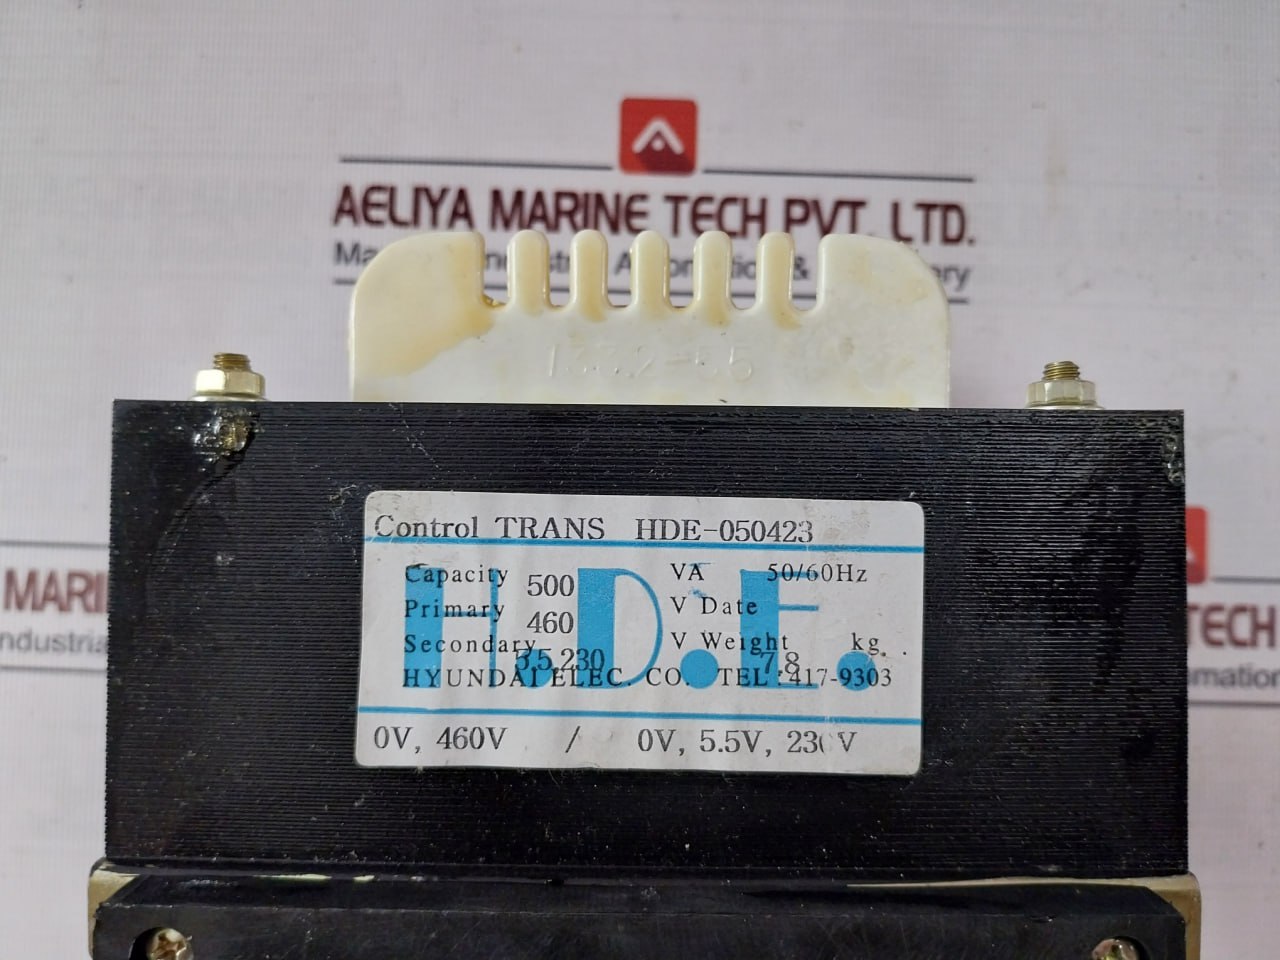 AELIYA MARINE TECH PVT. LTD.
1332-55
Control TRANS HDE-050423
Capacity 500 VA 50/60Hz
Primary 460 V Date
Secondary 5.5,230 V Weight 7.8 kg.
H.D.E.
HYUNDAI ELEC. CO. TEL : 417-9303
0V, 460V / 0V, 5.5V, 230V
MARI
ndustria
TECH
mation